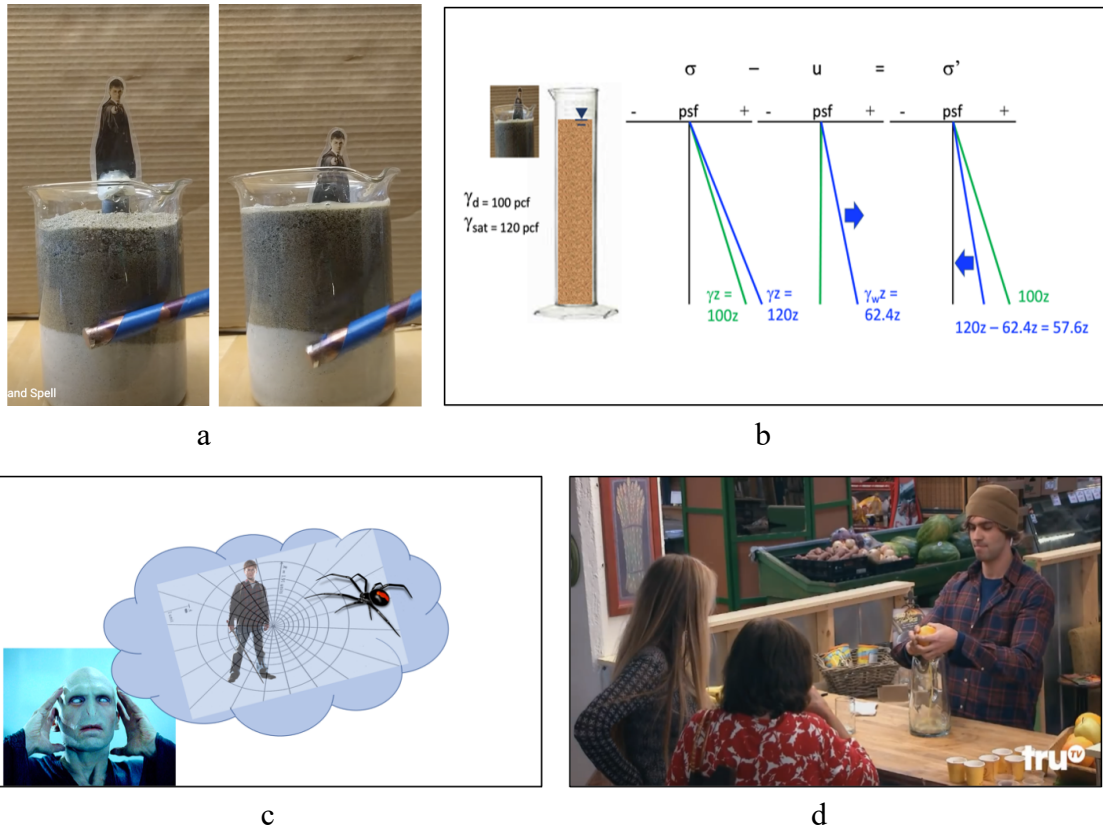 and Spell
a
σ – u = σ’
- psf + - psf + - psf +
γd = 100 pcf
γsat = 120 pcf
γz =
100z
γz =
120z
γwz =
62.4z
100z
120z – 62.4z = 57.6z
b
c
truTV
d